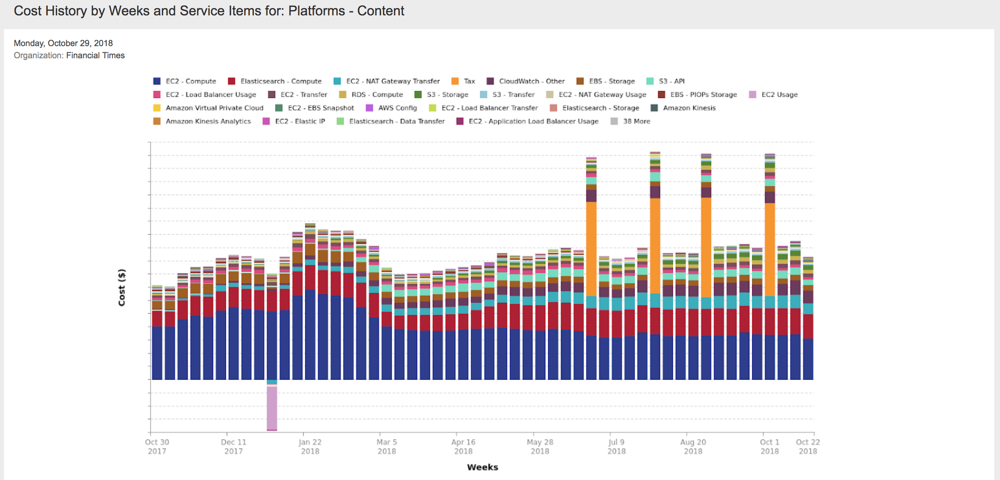 Cost History by Weeks and Service Items for: Platforms - Content
Monday, October 29, 2018
Organization: Financial Times
EC2 - Compute Elasticsearch - Compute EC2 - NAT Gateway Transfer Tax CloudWatch - Other EBS - Storage S3 - API
EC2 - Load Balancer Usage EC2 - Transfer RDS - Compute S3 - Storage S3 - Transfer EC2 - NAT Gateway Usage EBS - PIOPs Storage EC2 Usage
Amazon Virtual Private Cloud EC2 - EBS Snapshot AWS Config EC2 - Load Balancer Transfer Elasticsearch - Storage Amazon Kinesis
Amazon Kinesis Analytics EC2 - Elastic IP Elasticsearch - Data Transfer EC2 - Application Load Balancer Usage 38 More
Cost ($)
Oct 30 Dec 11 Jan 22 Mar 5 Apr 16 May 28 Jul 9 Aug 20 Oct 1 Oct 22
2017 2017 2018 2018 2018 2018 2018 2018 2018 2018
Weeks